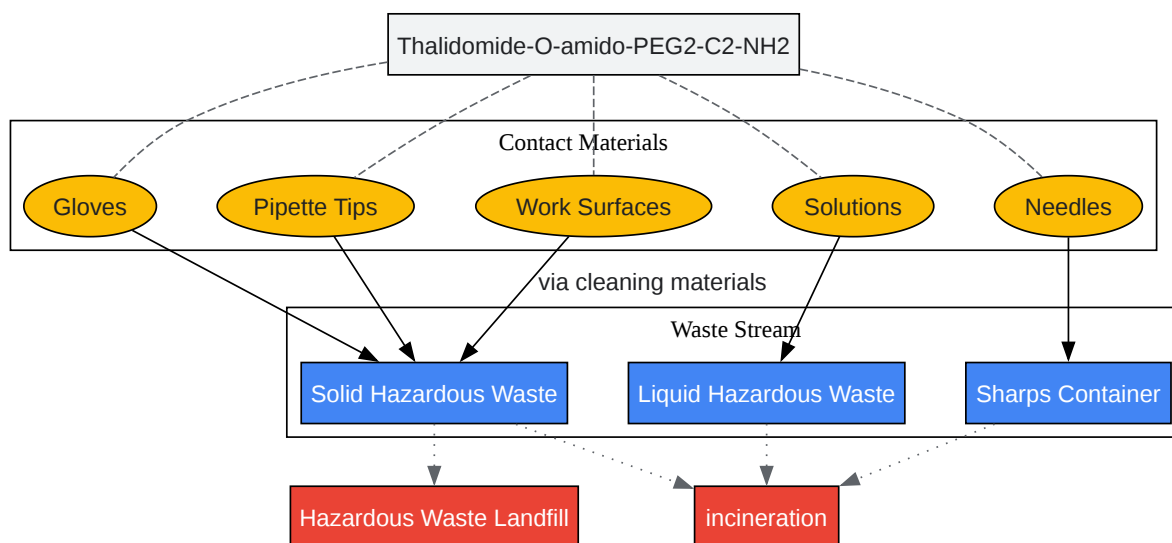 Thalidomide-O-amido-PEG2-C2-NH2
Contact Materials
Gloves
Pipette Tips
Work Surfaces
Solutions
Needles
via cleaning materials
Waste Stream
Solid Hazardous Waste
Liquid Hazardous Waste
Sharps Container
Hazardous Waste Landfill
incineration